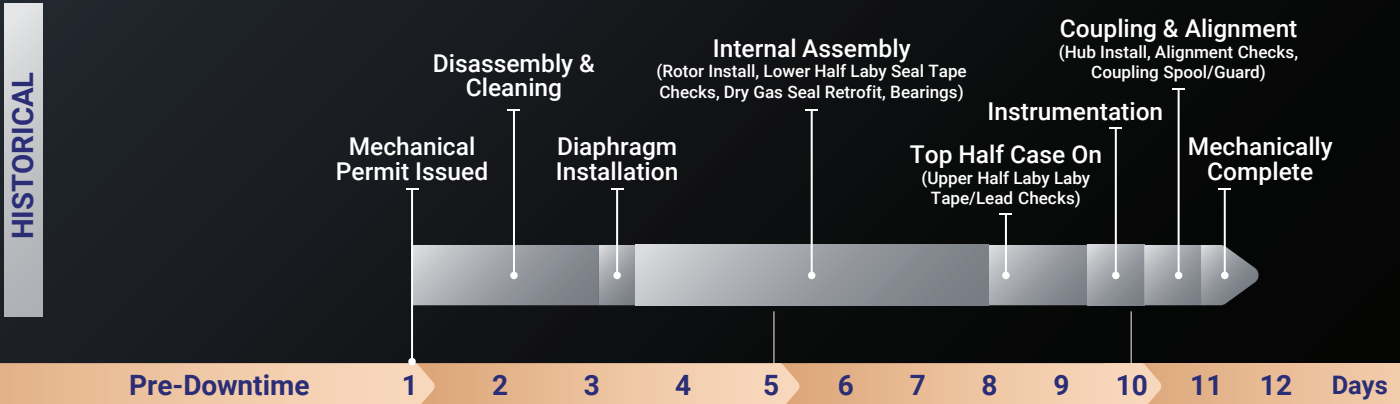 HISTORICAL
Mechanical
Permit Issued
Disassembly &
Cleaning
Diaphragm
Installation
Internal Assembly
(Rotor Install, Lower Half Laby Seal Tape
Checks, Dry Gas Seal Retrofit, Bearings)
Top Half Case On
(Upper Half Laby Laby
Tape/Lead Checks)
Instrumentation
Coupling & Alignment
(Hub Install, Alignment Checks,
Coupling Spool/Guard)
Mechanically
Complete
Pre-Downtime 1 2 3 4 5 6 7 8 9 10 11 12 Days